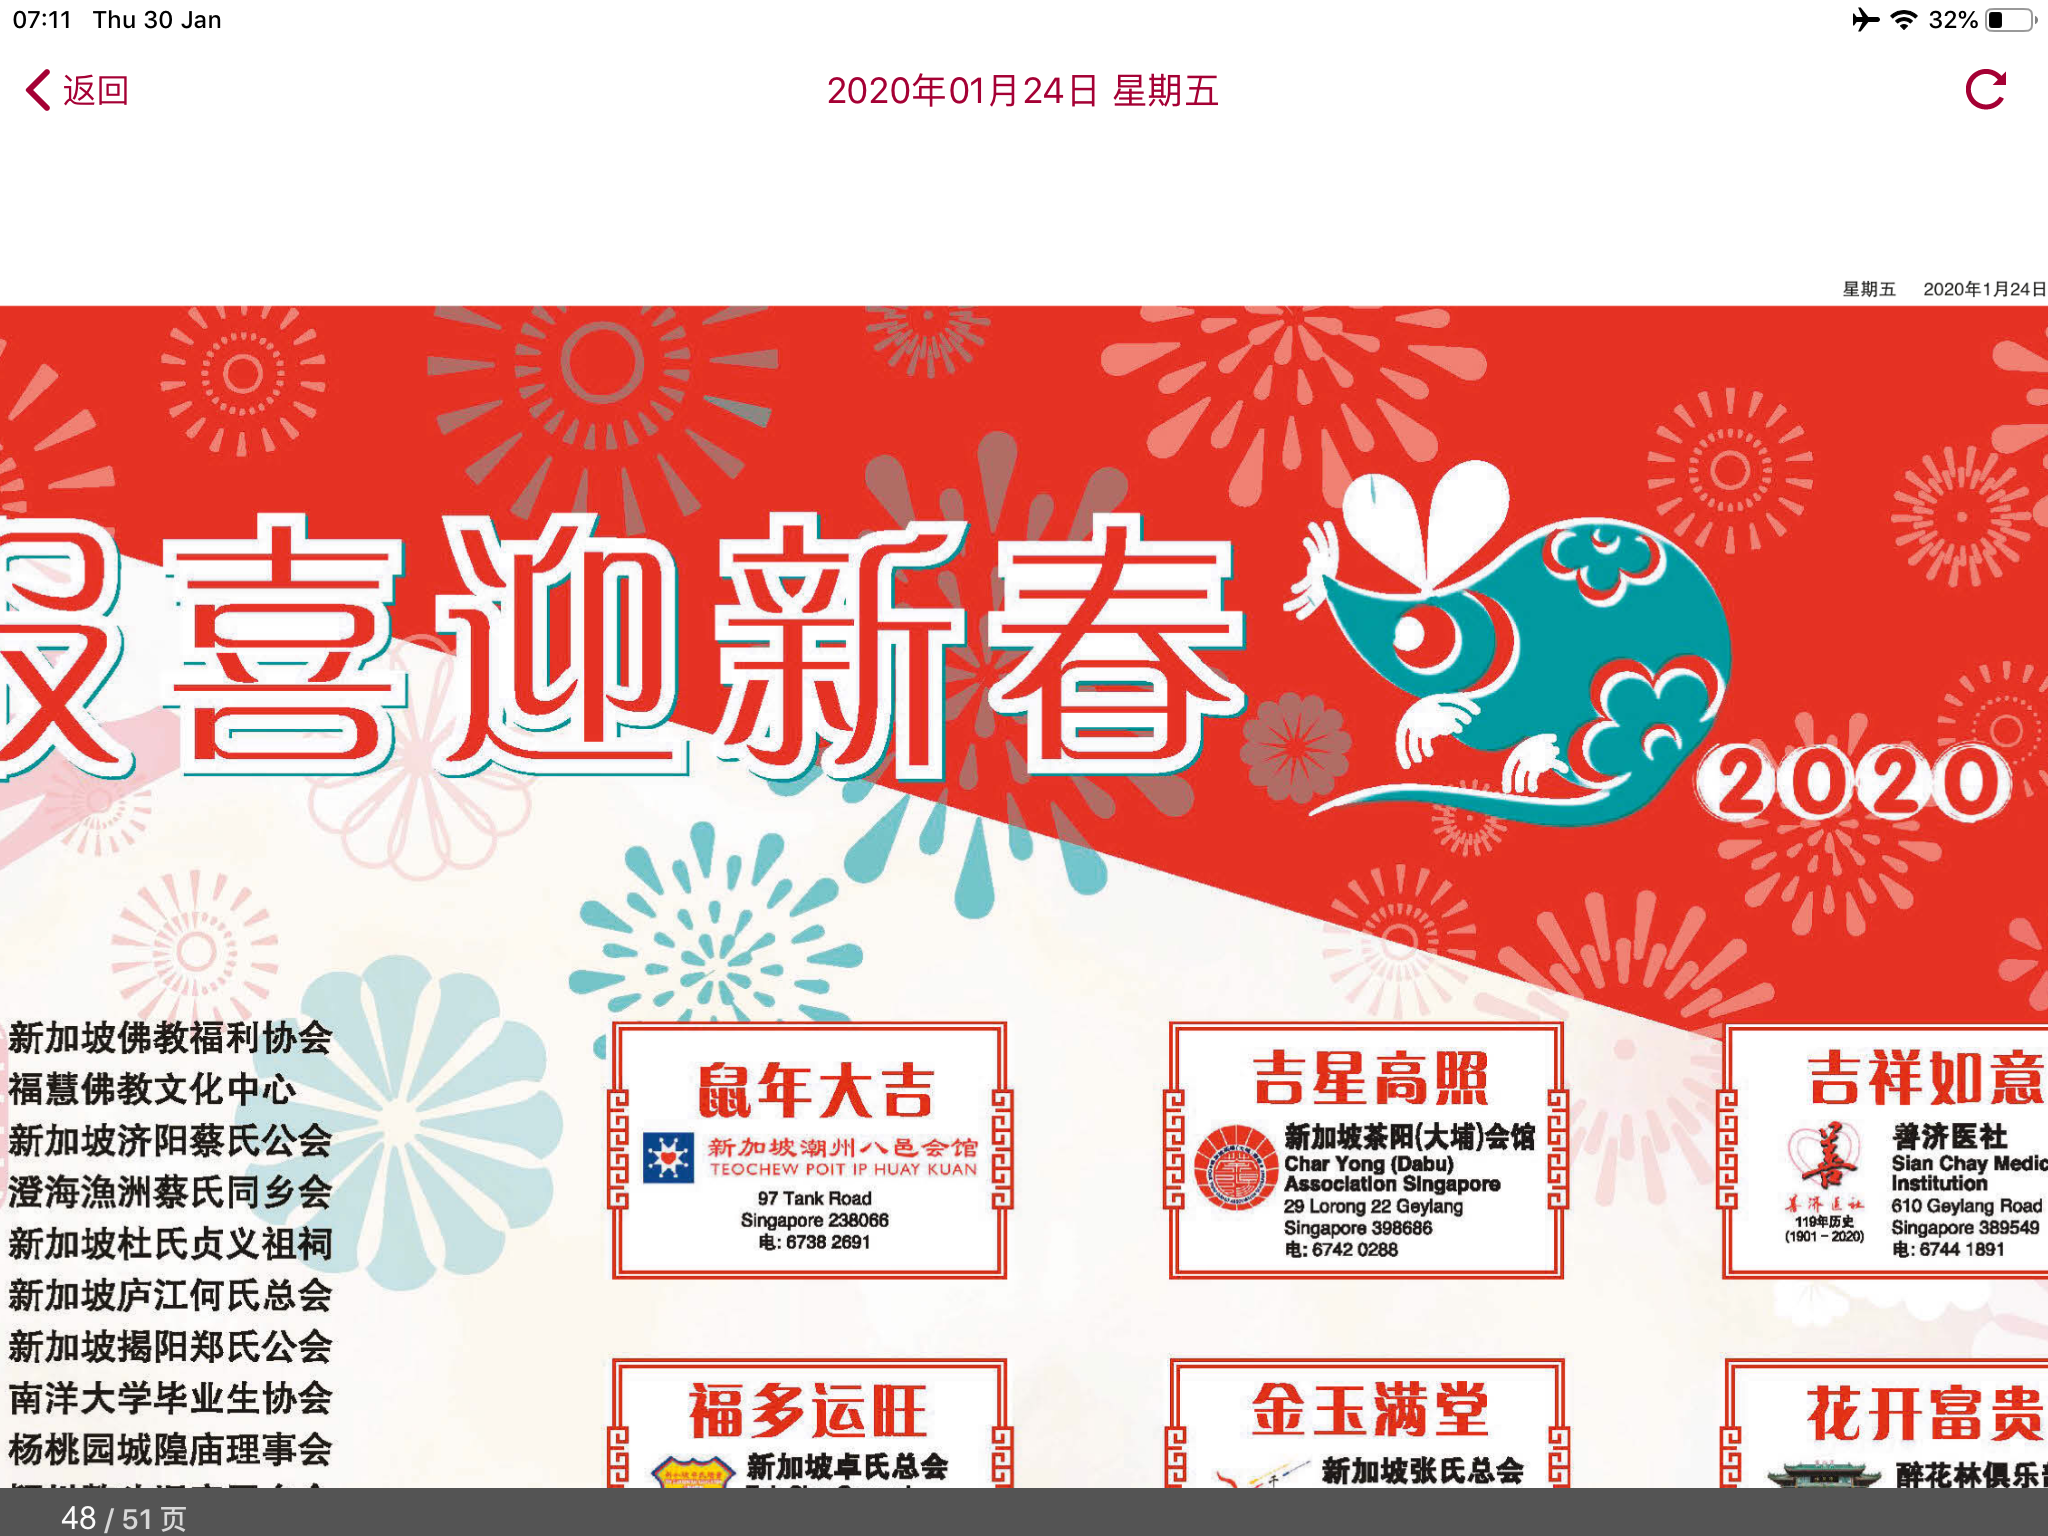 07:11 Thu 30 Jan
32%
返回
2020年01月24日 星期五
星期五 2020年1月24日
喜迎新春
2020
新加坡佛教福利协会
福慧佛教文化中心
新加坡济阳蔡氏公会
澄海漁洲蔡氏同乡会
新加坡杜氏贞义祖祠
新加坡庐江何氏总会
新加坡揭阳郑氏公会
南洋大学毕业生协会
杨桃园城隍庙理事会
鼠年大吉
新加坡潮州八邑会馆
TEOCHEW POIT IP HUAY KUAN
97 Tank Road
Singapore 238066
电: 6738 2691
吉星高照
新加坡茶阳(大埔)会馆
Char Yong (Dabu)
Association Singapore
29 Lorong 22 Geylang
Singapore 398686
电: 6742 0288
吉祥如意
善
善济医社
119年历史
(1901 – 2020)
善济医社
Sian Chay Medic
Institution
610 Geylang Road
Singapore 389549
电: 6744 1891
福多运旺
新加坡卓氏总会
金玉满堂
新加坡张氏总会
花开富贵
醉花林俱乐
48 / 51 页